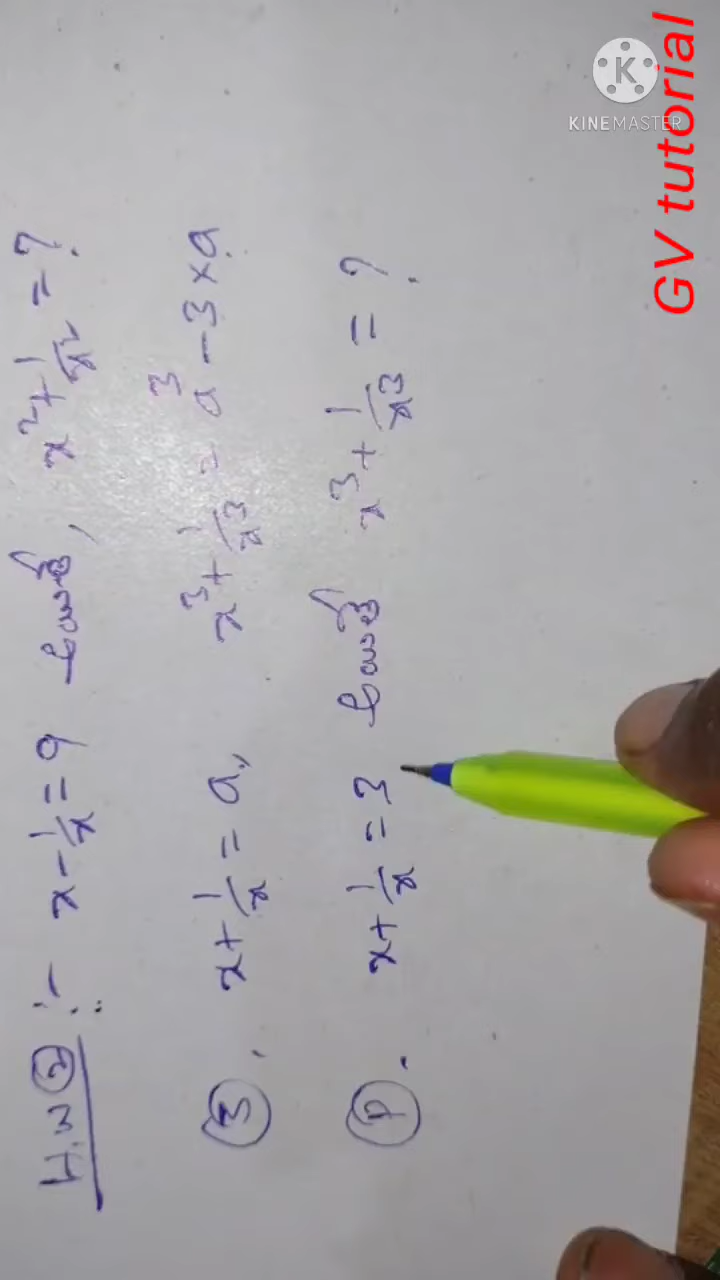 H.W ② :- x - 1/x = 9 எனில், x² + 1/x² = ?
③. x + 1/x = a, x³ + 1/x³ = a³ - 3 × a
x + 1/x = 3 எனில் x³ + 1/x³ = ?
GV tutorial
KINEMASTER